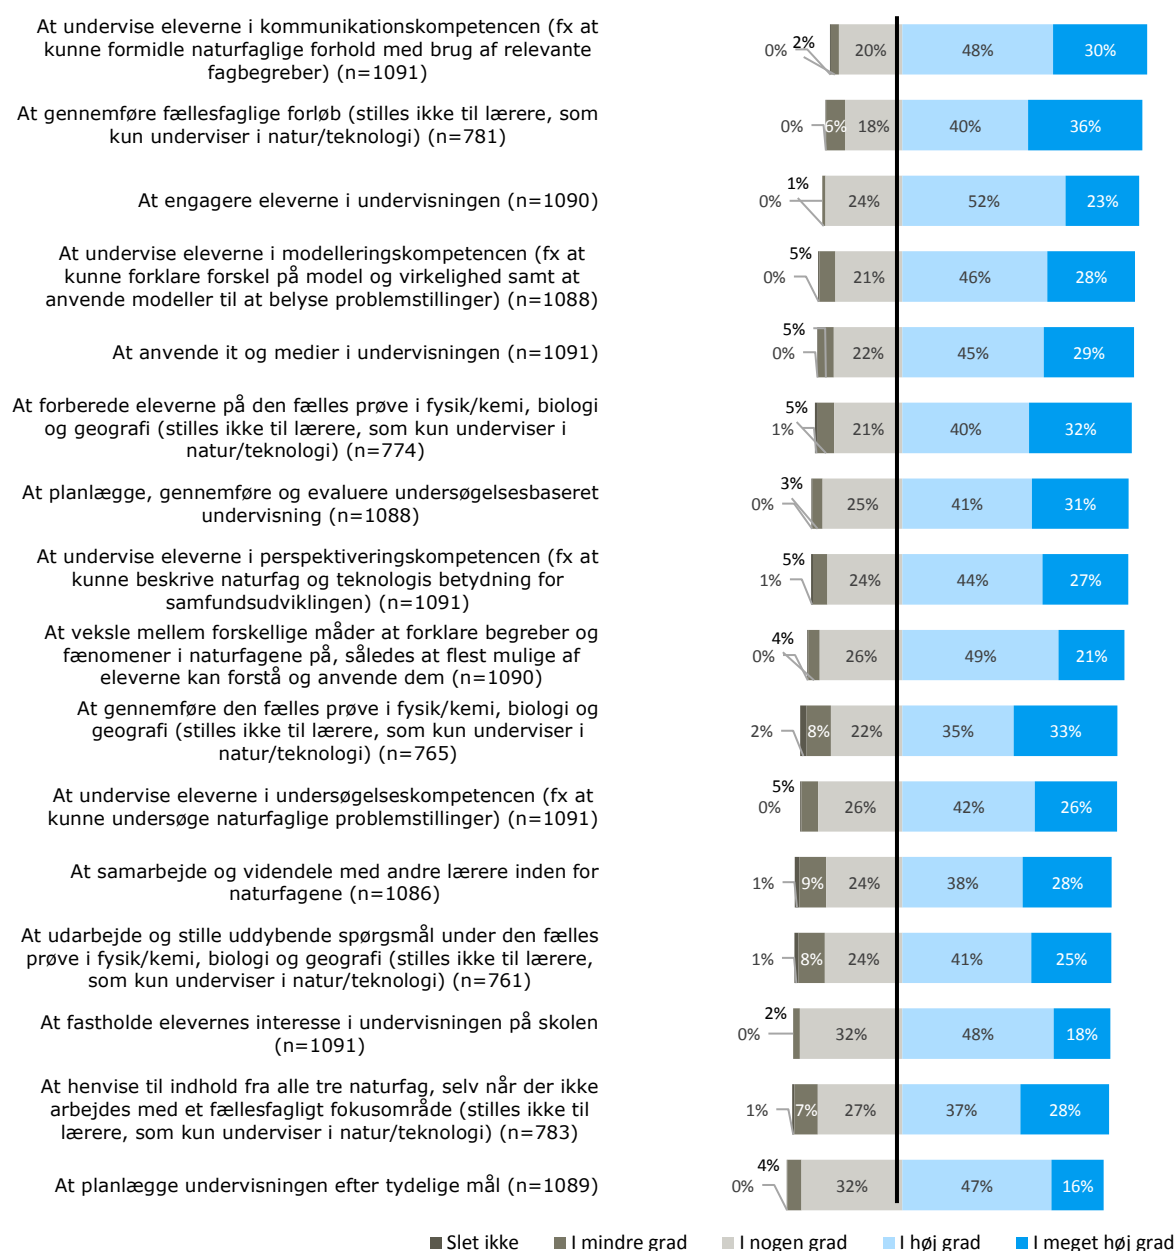 At undervise eleverne i kommunikationskompetencen (fx at
kunne formidle naturfaglige forhold med brug af relevante
fagbegreber) (n=1091)
0% 2% 20% 48% 30%
At gennemføre fællesfaglige forløb (stilles ikke til lærere, som
kun underviser i natur/teknologi) (n=781)
0% 6% 18% 40% 36%
At engagere eleverne i undervisningen (n=1090)
0% 1% 24% 52% 23%
At undervise eleverne i modelleringskompetencen (fx at
kunne forklare forskel på model og virkelighed samt at
anvende modeller til at belyse problemstillinger) (n=1088)
0% 5% 21% 46% 28%
At anvende it og medier i undervisningen (n=1091)
0% 5% 22% 45% 29%
At forberede eleverne på den fælles prøve i fysik/kemi, biologi
og geografi (stilles ikke til lærere, som kun underviser i
natur/teknologi) (n=774)
1% 5% 21% 40% 32%
At planlægge, gennemføre og evaluere undersøgelsesbaseret
undervisning (n=1088)
0% 3% 25% 41% 31%
At undervise eleverne i perspektiveringskompetencen (fx at
kunne beskrive naturfag og teknologis betydning for
samfundsudviklingen) (n=1091)
1% 5% 24% 44% 27%
At veksle mellem forskellige måder at forklare begreber og
fænomener i naturfagene på, således at flest mulige af
eleverne kan forstå og anvende dem (n=1090)
0% 4% 26% 49% 21%
At gennemføre den fælles prøve i fysik/kemi, biologi og
geografi (stilles ikke til lærere, som kun underviser i
natur/teknologi) (n=765)
2% 8% 22% 35% 33%
At undervise eleverne i undersøgelseskompetencen (fx at
kunne undersøge naturfaglige problemstillinger) (n=1091)
0% 5% 26% 42% 26%
At samarbejde og videndele med andre lærere inden for
naturfagene (n=1086)
1% 9% 24% 38% 28%
At udarbejde og stille uddybende spørgsmål under den fælles
prøve i fysik/kemi, biologi og geografi (stilles ikke til lærere,
som kun underviser i natur/teknologi) (n=761)
1% 8% 24% 41% 25%
At fastholde elevernes interesse i undervisningen på skolen
(n=1091)
0% 2% 32% 48% 18%
At henvise til indhold fra alle tre naturfag, selv når der ikke
arbejdes med et fællesfagligt fokusområde (stilles ikke til
lærere, som kun underviser i natur/teknologi) (n=783)
1% 7% 27% 37% 28%
At planlægge undervisningen efter tydelige mål (n=1089)
0% 4% 32% 47% 16%
Slet ikke I mindre grad I nogen grad I høj grad I meget høj grad